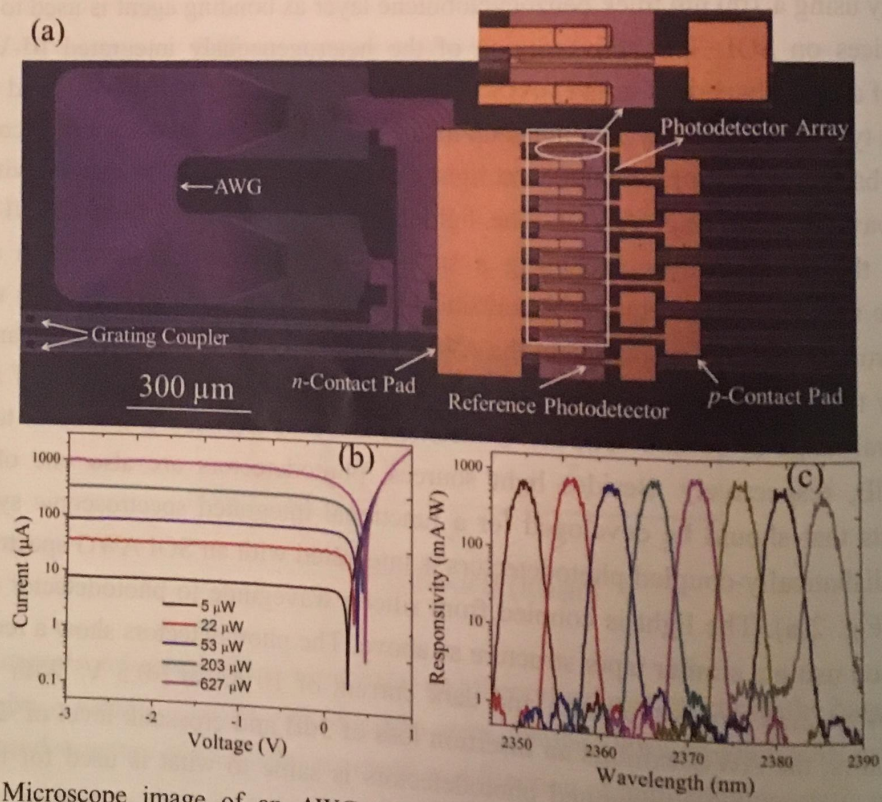 (a)
Photodetector Array
AWG
Grating Coupler
300 µm
n-Contact Pad
Reference Photodetector
p-Contact Pad
(b)
Current (µA)
1000
100
10
1
0.1
5 µW
22 µW
53 µW
203 µW
627 µW
-3 -2 -1 0 1
Voltage (V)
(c)
Responsivity (mA/W)
1000
100
10
1
2350 2360 2370 2380 2390
Wavelength (nm)
Microscope image of an AWG